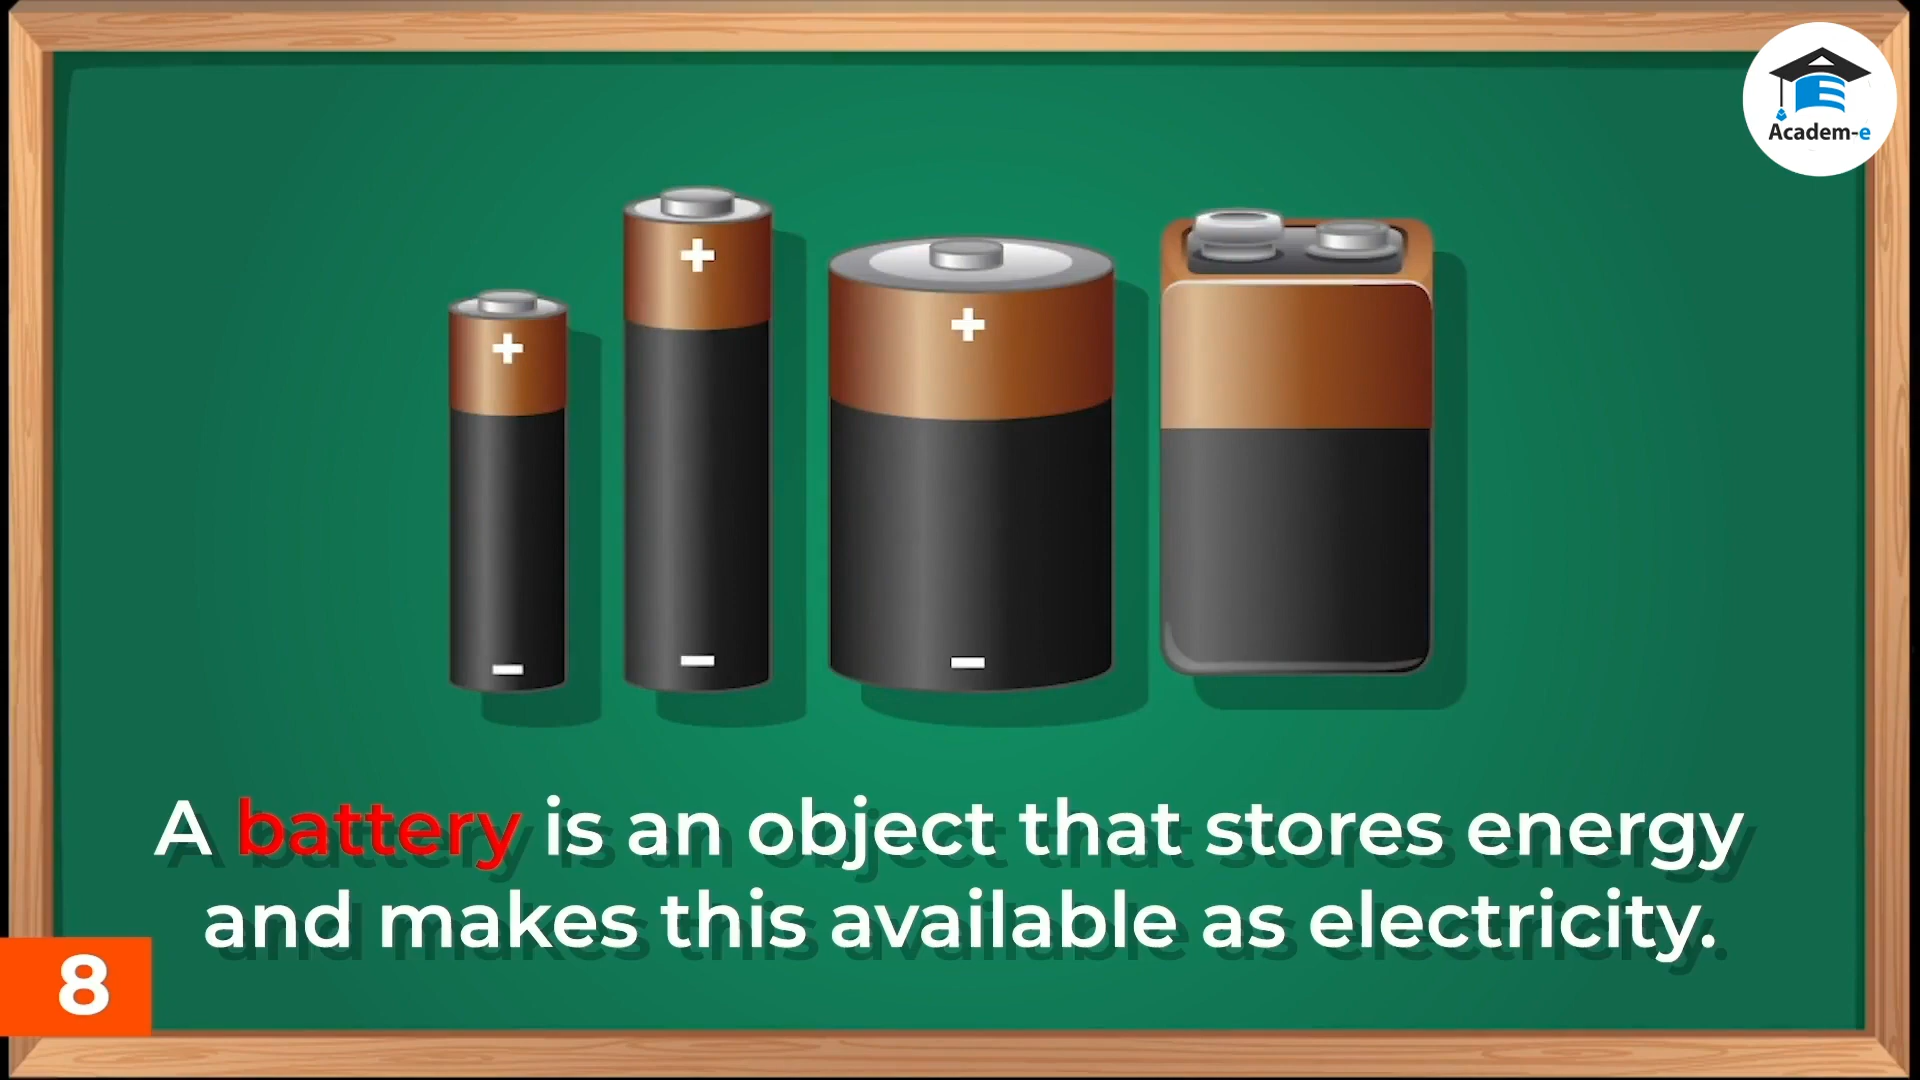 Academ-e
+
+
+
A battery is an object that stores energy
and makes this available as electricity.
8